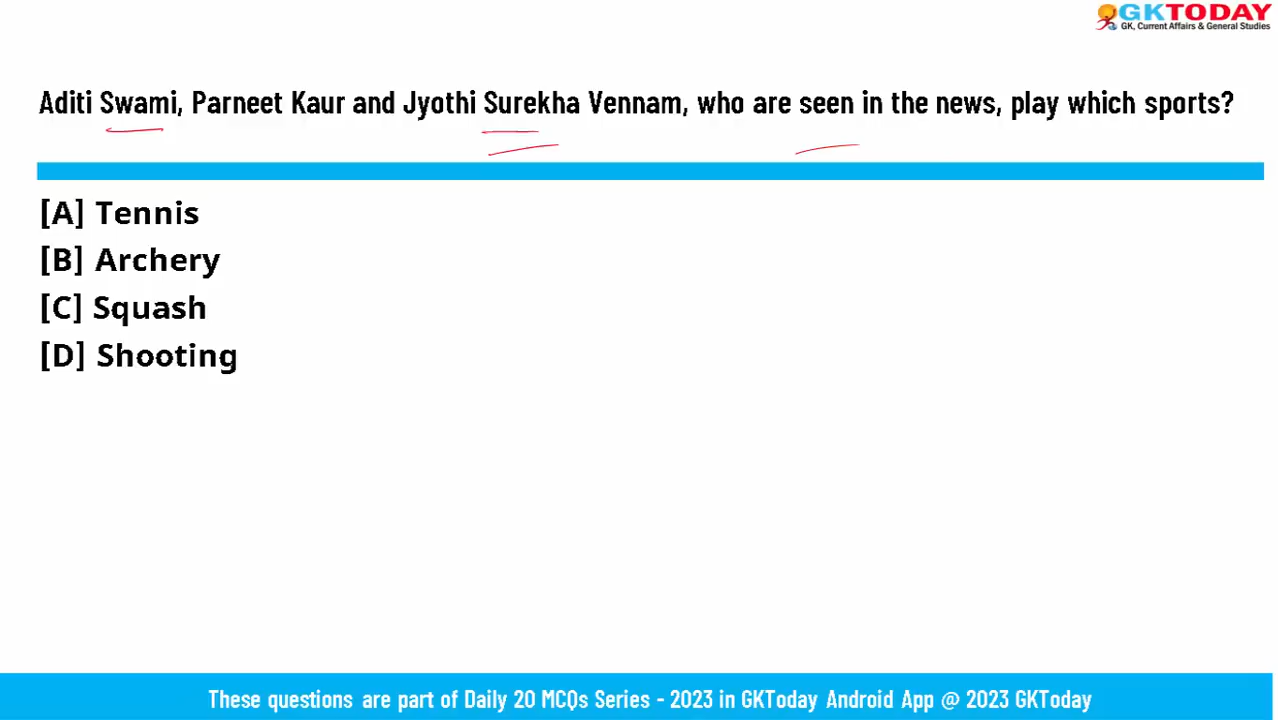 GKTODAY
GK, Current Affairs & General Studies
Aditi Swami, Parneet Kaur and Jyothi Surekha Vennam, who are seen in the news, play which sports?
[A] Tennis
[B] Archery
[C] Squash
[D] Shooting
These questions are part of Daily 20 MCQs Series - 2023 in GKToday Android App @ 2023 GKToday